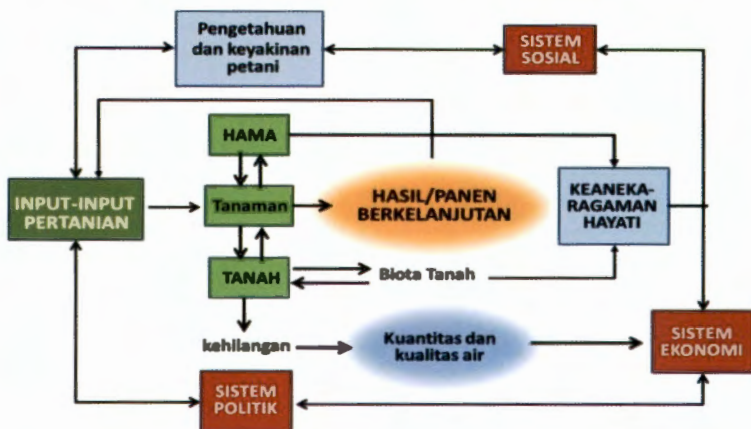 Pengetahuan
dan keyakinan
petani
SISTEM
SOSIAL
HAMA
INPUT-INPUT
PERTANIAN
Tanaman
HASIL/PANEN
BERKELANJUTAN
KEANEKA-
RAGAMAN
HAYATI
TANAH
Biota Tanah
kehilangan
Kuantitas dan
kualitas air
SISTEM
EKONOMI
SISTEM
POLITIK